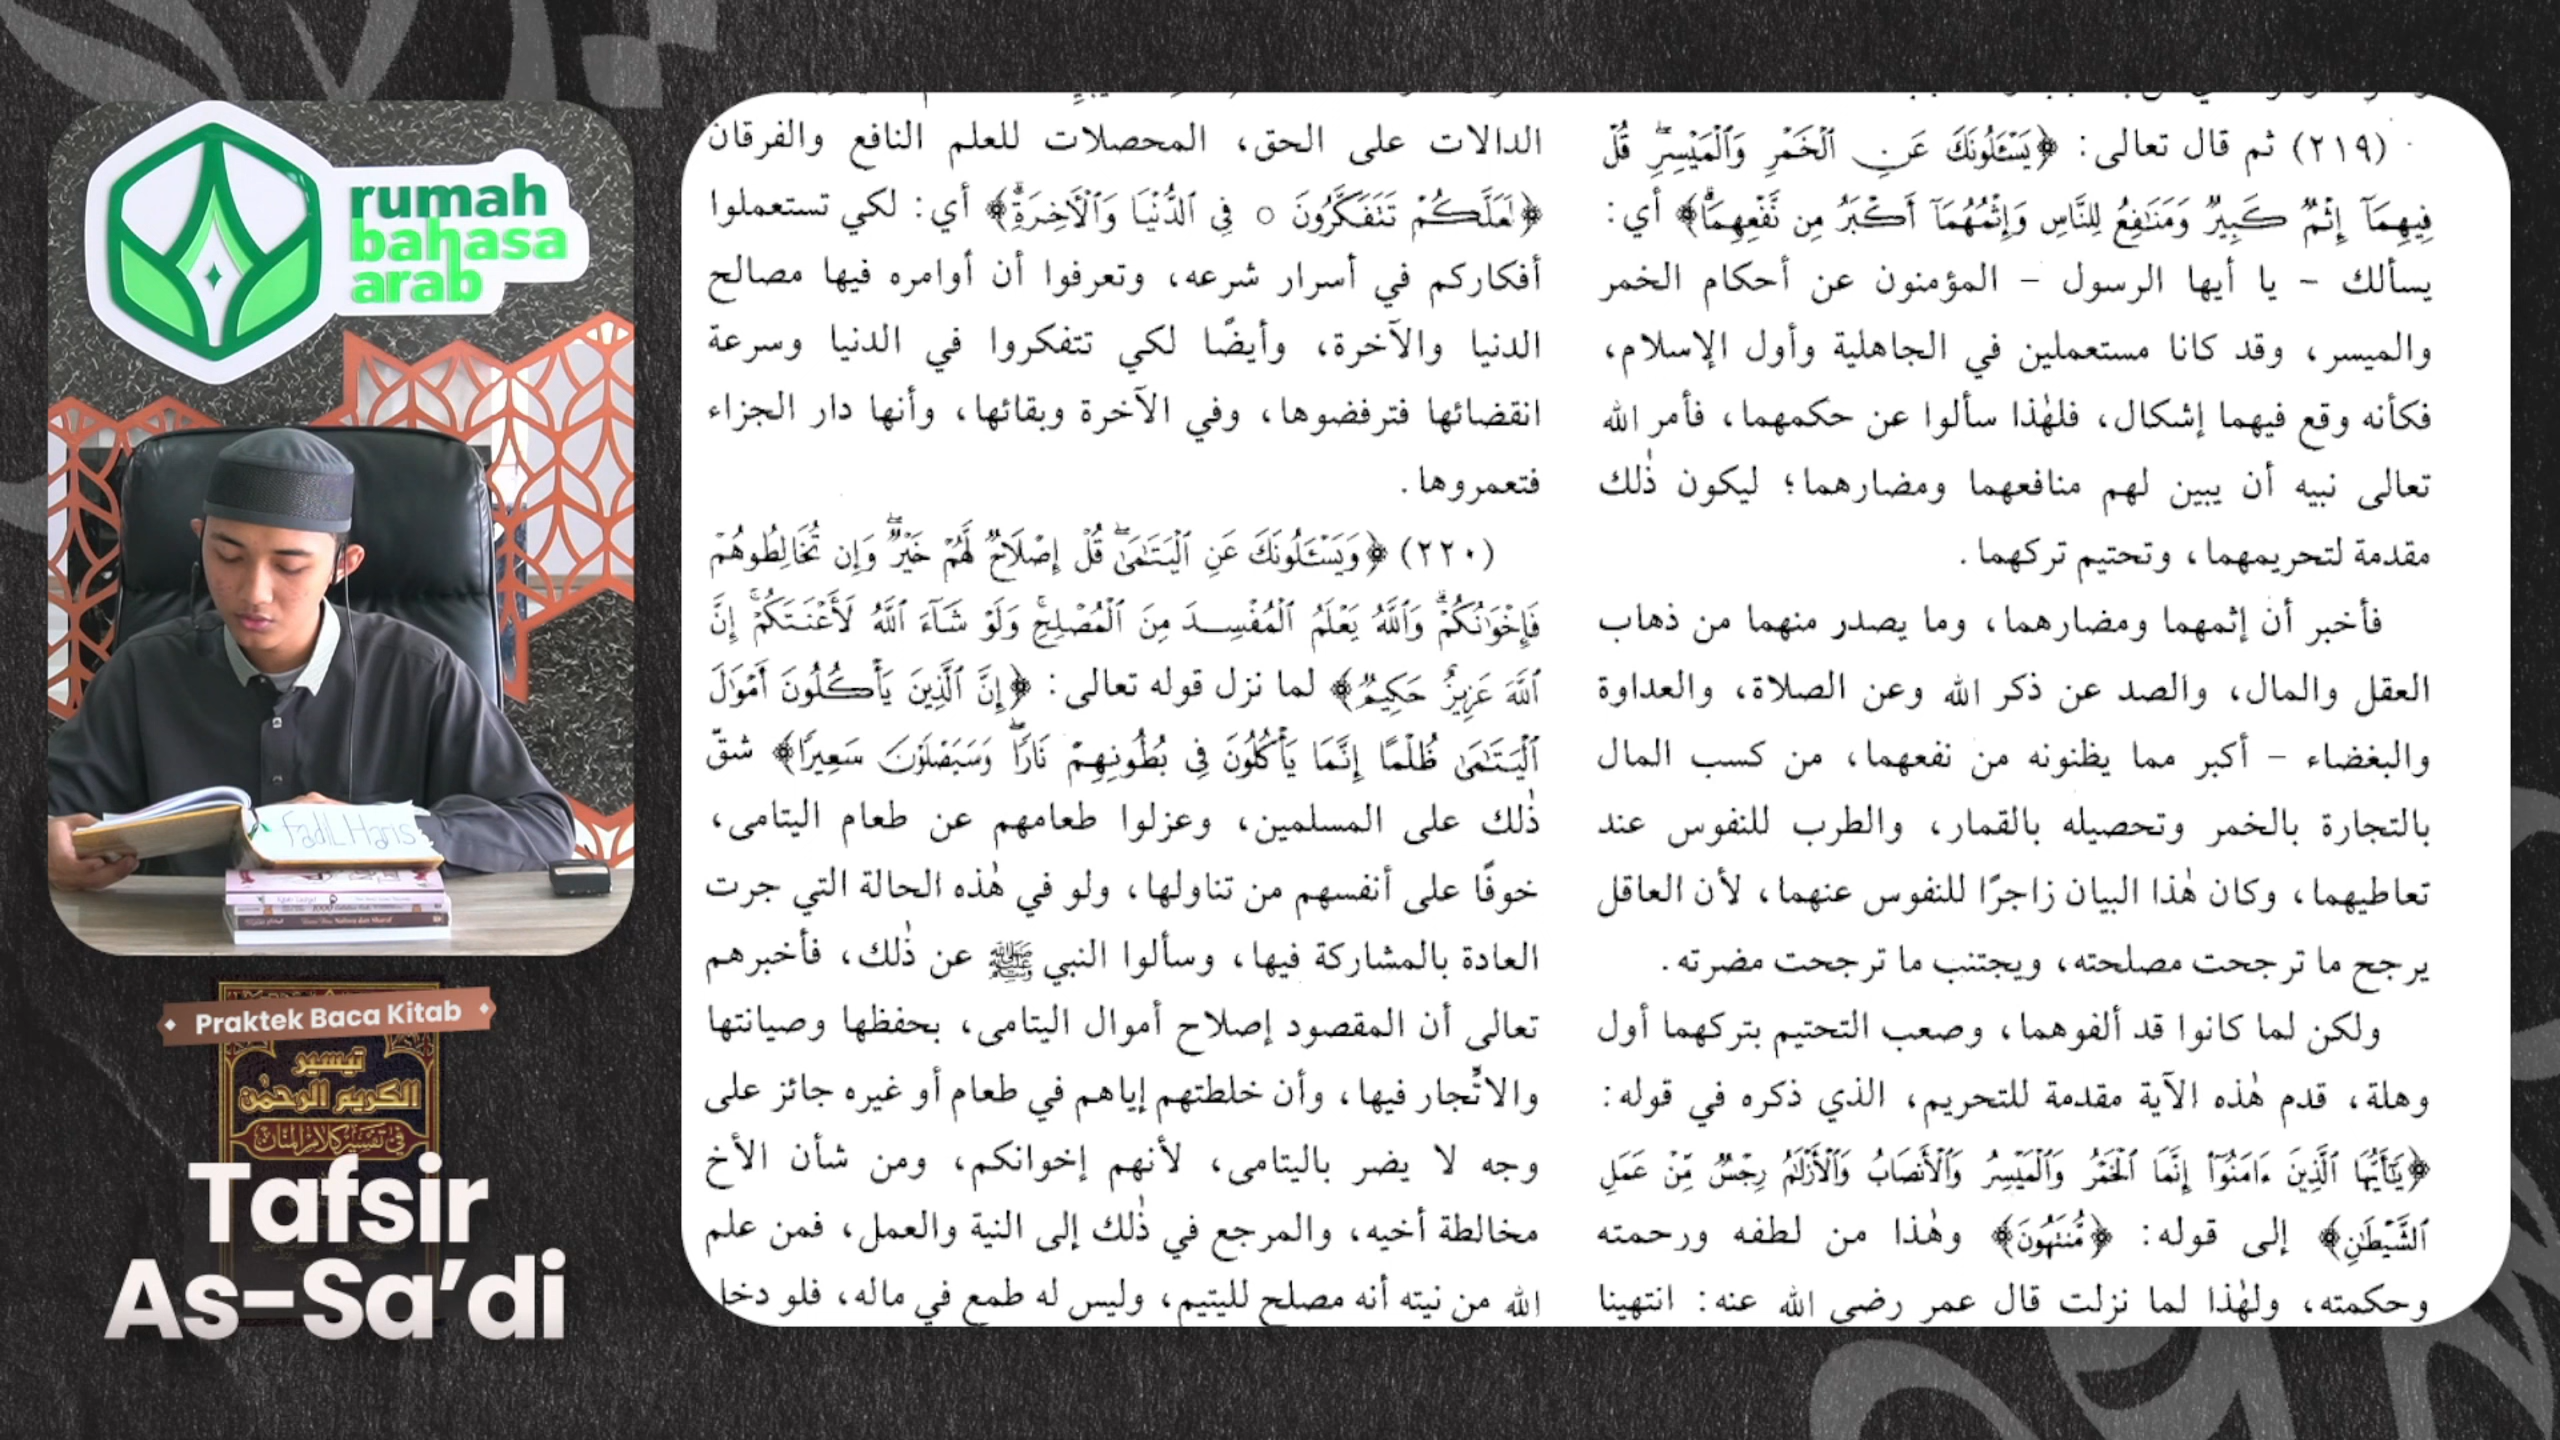 rumah
bahasa
arab
Fadil Haris
Praktek Baca Kitab
تيسير
الكريم الرحمٰن
في تفسير كلام المنان
Tafsir
As-Sa’di
(٢١٩) ثم قال تعالى: ﴿يَسْـَٔلُونَكَ عَنِ ٱلْخَمْرِ وَٱلْمَيْسِرِۖ قُلْ
فِيهِمَآ إِثْمٌ كَبِيرٌ وَمَنَـٰفِعُ لِلنَّاسِ وَإِثْمُهُمَآ أَكْبَرُ مِن نَّفْعِهِمَاۗ﴾ أي:
يسألك – يا أيها الرسول – المؤمنون عن أحكام الخمر
والميسر، وقد كانا مستعملين في الجاهلية وأول الإسلام،
فكأنه وقع فيهما إشكال، فلهٰذا سألوا عن حكمهما، فأمر الله
تعالى نبيه أن يبين لهم منافعهما ومضارهما؛ ليكون ذٰلك
مقدمة لتحريمهما، وتحتيم تركهما.
فأخبر أن إثمهما ومضارهما، وما يصدر منهما من ذهاب
العقل والمال، والصد عن ذكر الله وعن الصلاة، والعداوة
والبغضاء – أكبر مما يظنونه من نفعهما، من كسب المال
بالتجارة بالخمر وتحصيله بالقمار، والطرب للنفوس عند
تعاطيهما، وكان هٰذا البيان زاجرًا للنفوس عنهما، لأن العاقل
يرجح ما ترجحت مصلحته، ويجتنب ما ترجحت مضرته.
ولكن لما كانوا قد ألفوهما، وصعب التحتيم بتركهما أول
وهلة، قدم هٰذه الآية مقدمة للتحريم، الذي ذكره في قوله:
﴿يَـٰٓأَيُّهَا ٱلَّذِينَ ءَامَنُوٓا۟ إِنَّمَا ٱلْخَمْرُ وَٱلْمَيْسِرُ وَٱلْأَنصَابُ وَٱلْأَزْلَـٰمُ رِجْسٌ مِّنْ عَمَلِ
ٱلشَّيْطَـٰنِ﴾ إلى قوله: ﴿مُّنتَهُونَ﴾ وهٰذا من لطفه ورحمته
وحكمته، ولهٰذا لما نزلت قال عمر رضي الله عنه: انتهينا
الدالات على الحق، المحصلات للعلم النافع والفرقان
﴿لَعَلَّكُمْ تَتَفَكَّرُونَ ○ فِى ٱلدُّنْيَا وَٱلْـَٔاخِرَةِۗ﴾ أي: لكي تستعملوا
أفكاركم في أسرار شرعه، وتعرفوا أن أوامره فيها مصالح
الدنيا والآخرة، وأيضًا لكي تتفكروا في الدنيا وسرعة
انقضائها فترفضوها، وفي الآخرة وبقائها، وأنها دار الجزاء
فتعمروها.
(٢٢٠) ﴿وَيَسْـَٔلُونَكَ عَنِ ٱلْيَتَـٰمَىٰۖ قُلْ إِصْلَاحٌ لَّهُمْ خَيْرٌۖ وَإِن تُخَالِطُوهُمْ
فَإِخْوَٰنُكُمْۚ وَٱللَّهُ يَعْلَمُ ٱلْمُفْسِدَ مِنَ ٱلْمُصْلِحِۚ وَلَوْ شَآءَ ٱللَّهُ لَأَعْنَتَكُمْۚ إِنَّ
ٱللَّهَ عَزِيزٌ حَكِيمٌ﴾ لما نزل قوله تعالى: ﴿إِنَّ ٱلَّذِينَ يَأْكُلُونَ أَمْوَٰلَ
ٱلْيَتَـٰمَىٰ ظُلْمًا إِنَّمَا يَأْكُلُونَ فِى بُطُونِهِمْ نَارًاۖ وَسَيَصْلَوْنَ سَعِيرًا﴾ شقّ
ذٰلك على المسلمين، وعزلوا طعامهم عن طعام اليتامى،
خوفًا على أنفسهم من تناولها، ولو في هٰذه الحالة التي جرت
العادة بالمشاركة فيها، وسألوا النبي ﷺ عن ذٰلك، فأخبرهم
تعالى أن المقصود إصلاح أموال اليتامى، بحفظها وصيانتها
والاتِّجار فيها، وأن خلطتهم إياهم في طعام أو غيره جائز على
وجه لا يضر باليتامى، لأنهم إخوانكم، ومن شأن الأخ
مخالطة أخيه، والمرجع في ذٰلك إلى النية والعمل، فمن علم
الله من نيته أنه مصلح لليتيم، وليس له طمع في ماله، فلو دخل